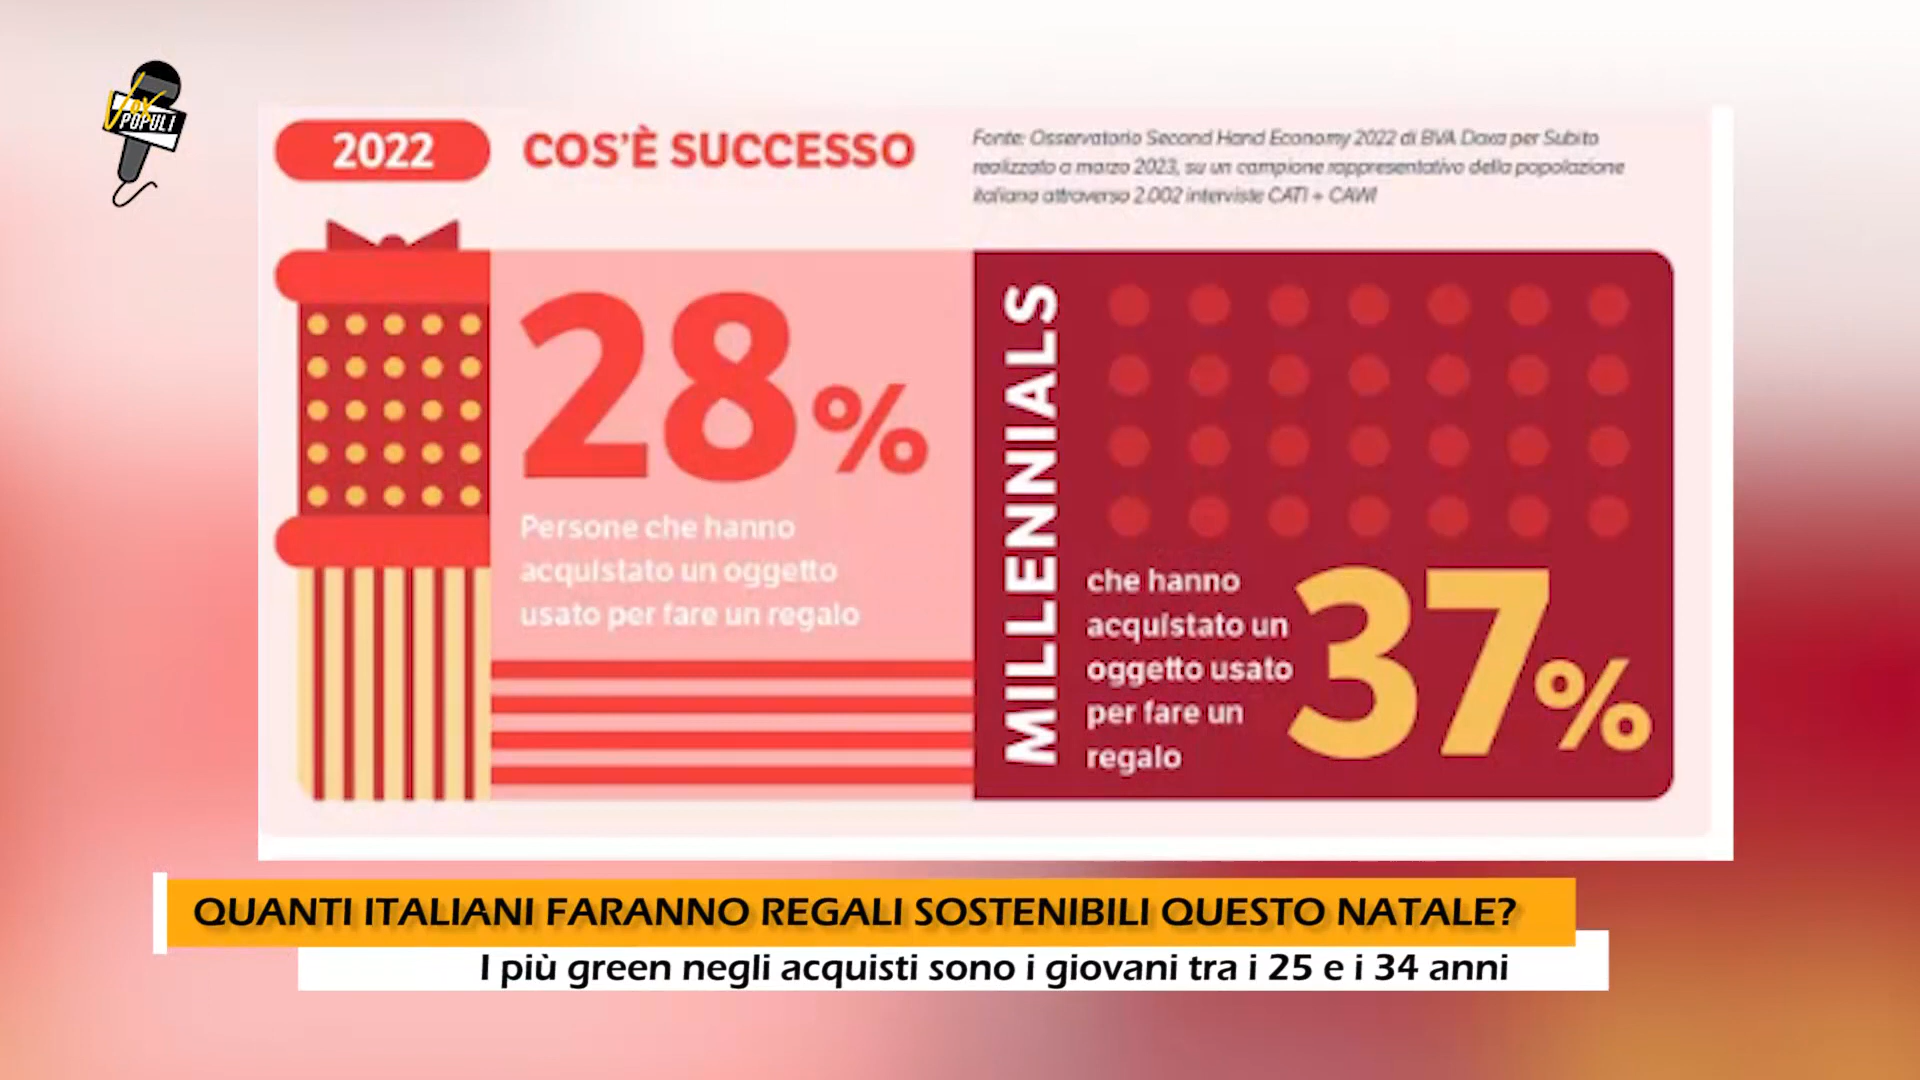 Vox
POPULI
2022
COS'È SUCCESSO
Fonte: Osservatorio Second Hand Economy 2022 di BVA Doxa per Subito
realizzato a marzo 2023, su un campione rappresentativo della popolazione
italiana attraverso 2.002 interviste CATI + CAWI
28%
Persone che hanno
acquistato un oggetto
usato per fare un regalo
MILLENNIALS
che hanno
acquistato un
oggetto usato
per fare un
regalo
37%
QUANTI ITALIANI FARANNO REGALI SOSTENIBILI QUESTO NATALE?
I più green negli acquisti sono i giovani tra i 25 e i 34 anni